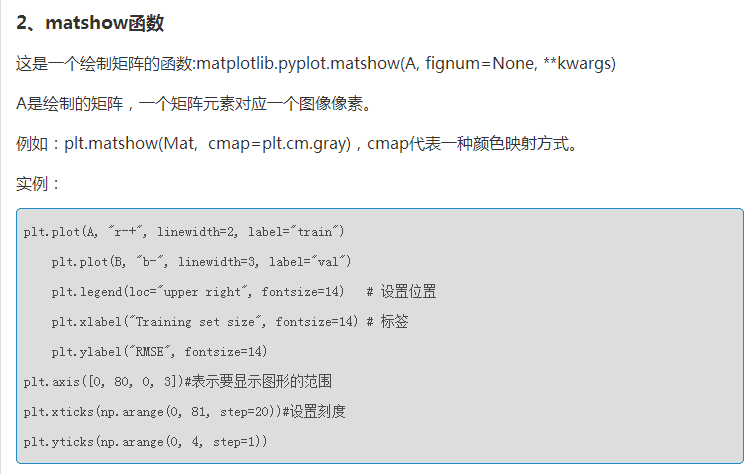 2、matshow函数
这是一个绘制矩阵的函数:matplotlib.pyplot.matshow(A, fignum=None, **kwargs)
A是绘制的矩阵，一个矩阵元素对应一个图像像素。
例如：plt.matshow(Mat,  cmap=plt.cm.gray)，cmap代表一种颜色映射方式。
实例：
plt.plot(A, "r-+", linewidth=2, label="train")
    plt.plot(B, "b-", linewidth=3, label="val")
    plt.legend(loc="upper right", fontsize=14)   # 设置位置
    plt.xlabel("Training set size", fontsize=14) # 标签
    plt.ylabel("RMSE", fontsize=14)
plt.axis([0, 80, 0, 3])#表示要显示图形的范围
plt.xticks(np.arange(0, 81, step=20))#设置刻度
plt.yticks(np.arange(0, 4, step=1))